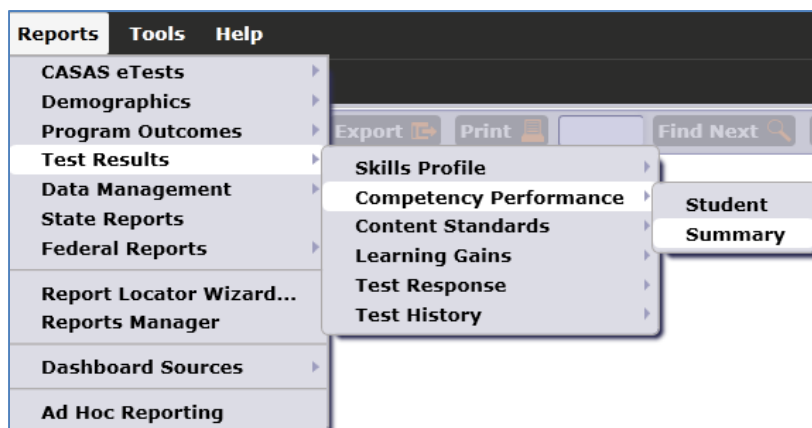 Reports Tools Help
CASAS eTests
Demographics
Program Outcomes
Test Results
Data Management
State Reports
Federal Reports
Report Locator Wizard...
Reports Manager
Dashboard Sources
Ad Hoc Reporting
Export Print Find Next
Skills Profile
Competency Performance
Content Standards
Learning Gains
Test Response
Test History
Student
Summary